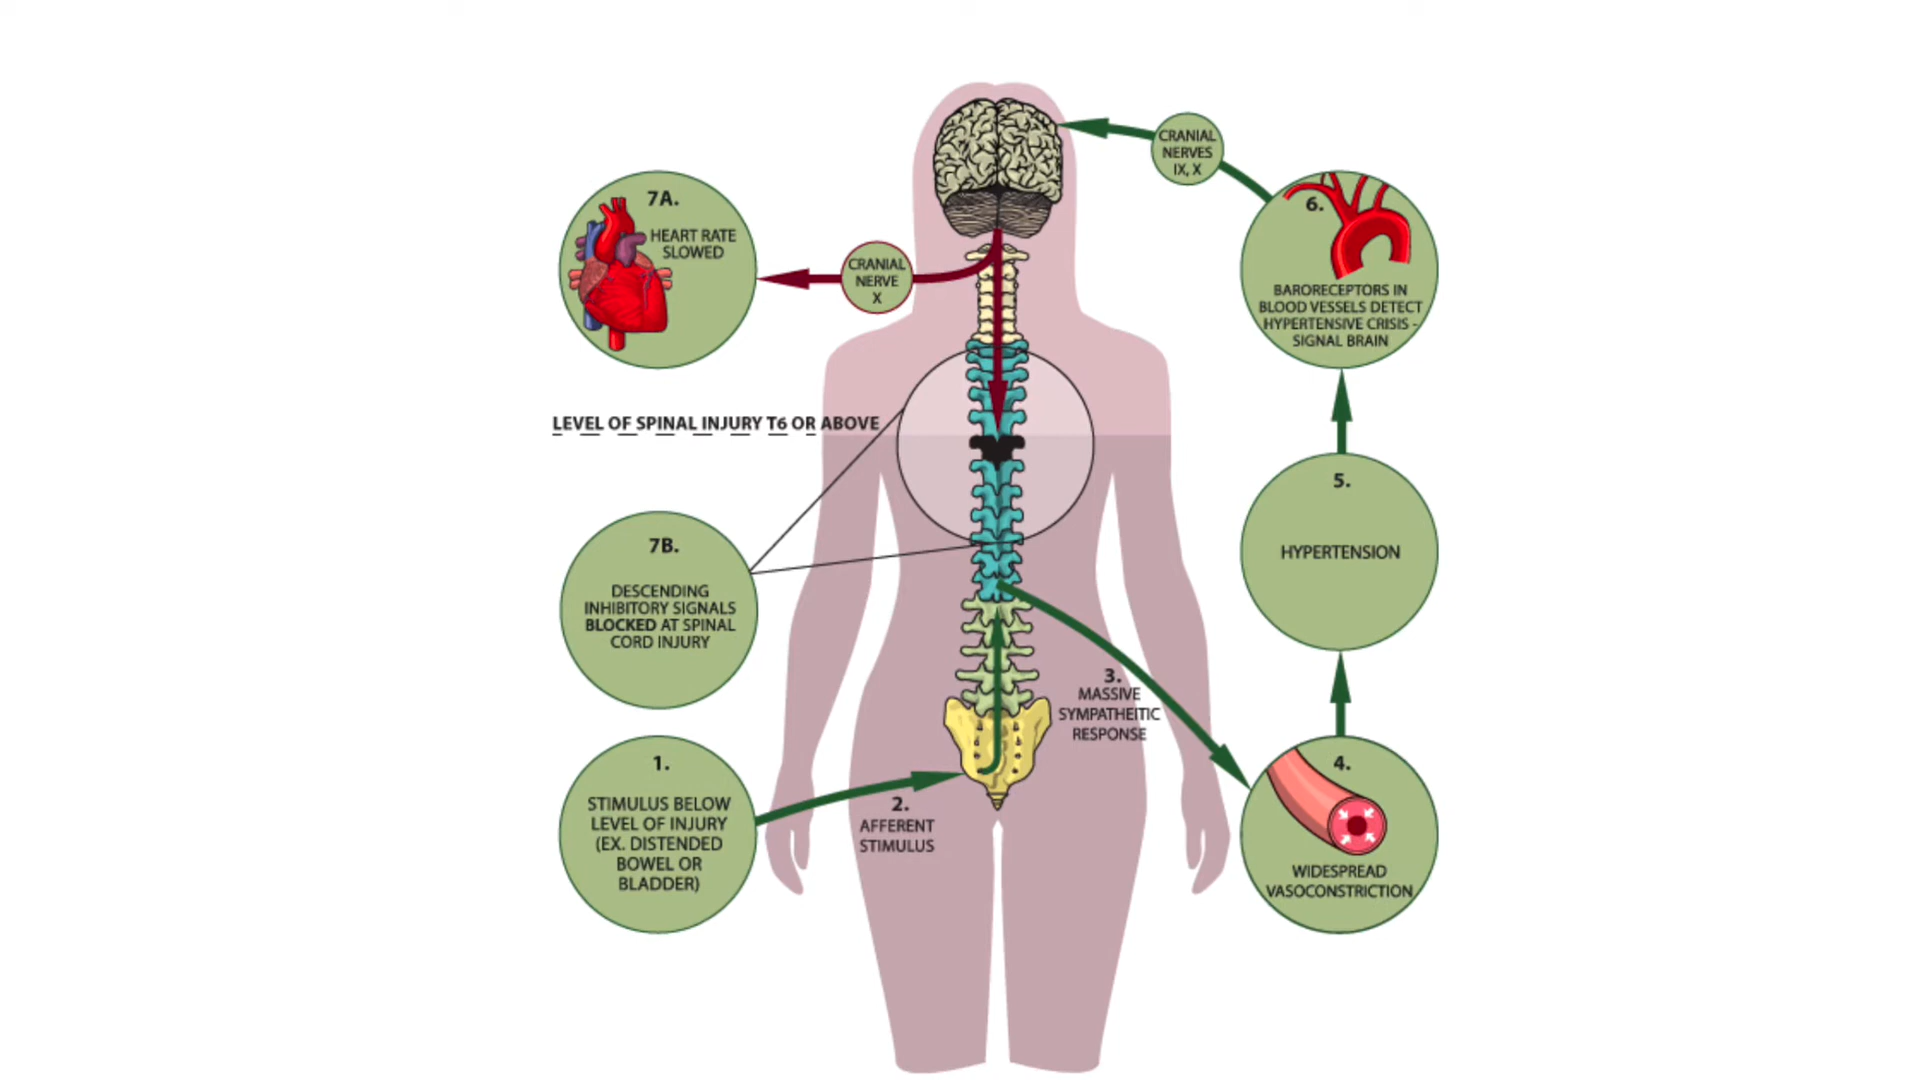 CRANIAL
NERVES
IX, X
7A.
HEART RATE
SLOWED
6.
BARORECEPTORS IN
BLOOD VESSELS DETECT
HYPERTENSIVE CRISIS -
SIGNAL BRAIN
CRANIAL
NERVE
X
LEVEL OF SPINAL INJURY T6 OR ABOVE
5.
HYPERTENSION
7B.
DESCENDING
INHIBITORY SIGNALS
BLOCKED AT SPINAL
CORD INJURY
3.
MASSIVE
SYMPATHEITIC
RESPONSE
1.
STIMULUS BELOW
LEVEL OF INJURY
(EX. DISTENDED
BOWEL OR
BLADDER)
2.
AFFERENT
STIMULUS
4.
WIDESPREAD
VASOCONSTRICTION